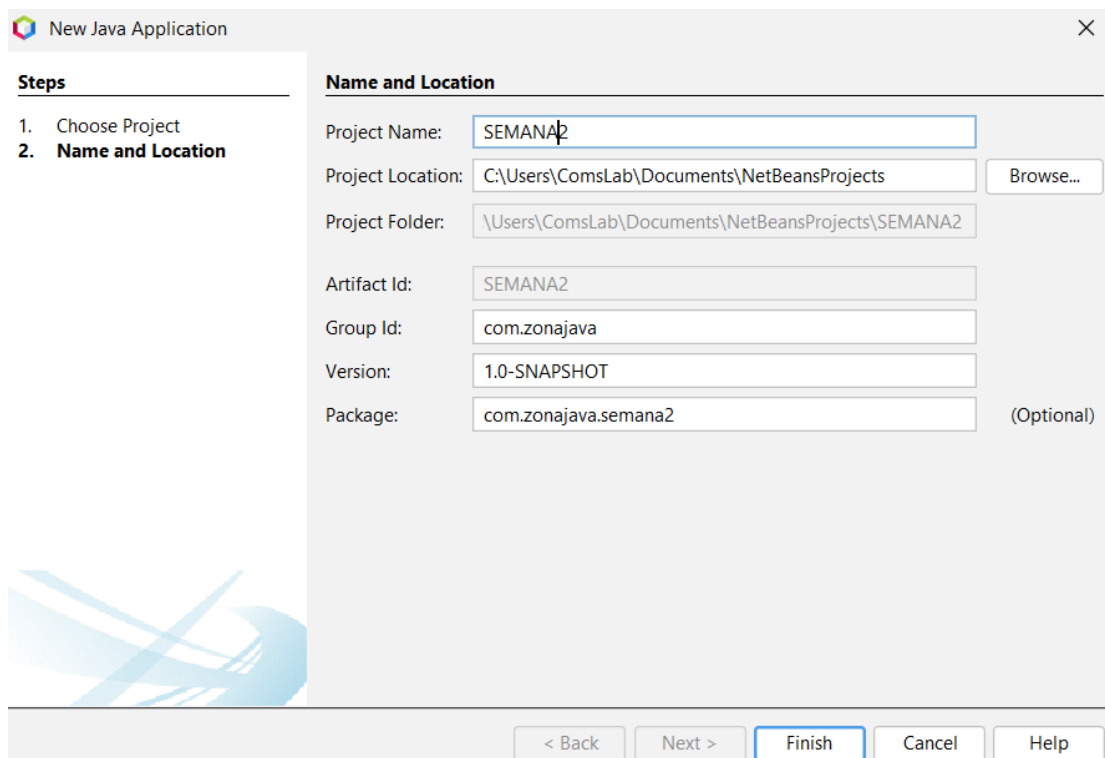 New Java Application
Steps
1. Choose Project
2. Name and Location
Name and Location
Project Name: SEMANA2
Project Location: C:\Users\ComsLab\Documents\NetBeansProjects Browse...
Project Folder: \Users\ComsLab\Documents\NetBeansProjects\SEMANA2
Artifact Id: SEMANA2
Group Id: com.zonajava
Version: 1.0-SNAPSHOT
Package: com.zonajava.semana2 (Optional)
< Back Next > Finish Cancel Help